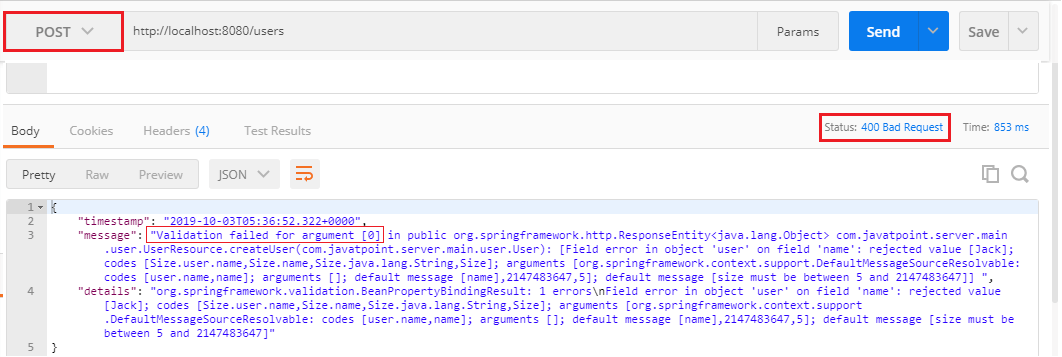 POST http://localhost:8080/users Params Send Save
Body Cookies Headers (4) Test Results Status: 400 Bad Request Time: 853 ms
Pretty Raw Preview JSON
1 {
2 "timestamp": "2019-10-03T05:36:52.322+0000",
3 "message": "Validation failed for argument [0] in public org.springframework.http.ResponseEntity<java.lang.Object> com.javatpoint.server.main
.user.UserResource.createUser(com.javatpoint.server.main.user.User): [Field error in object 'user' on field 'name': rejected value [Jack];
codes [Size.user.name,Size.name,Size.java.lang.String,Size]; arguments [org.springframework.context.support.DefaultMessageSourceResolvable:
codes [user.name,name]; arguments []; default message [name],2147483647,5]; default message [size must be between 5 and 2147483647]] ",
4 "details": "org.springframework.validation.BeanPropertyBindingResult: 1 errors\nField error in object 'user' on field 'name': rejected value
[Jack]; codes [Size.user.name,Size.name,Size.java.lang.String,Size]; arguments [org.springframework.context.support
.DefaultMessageSourceResolvable: codes [user.name,name]; arguments []; default message [name],2147483647,5]; default message [size must be
between 5 and 2147483647]"
5 }